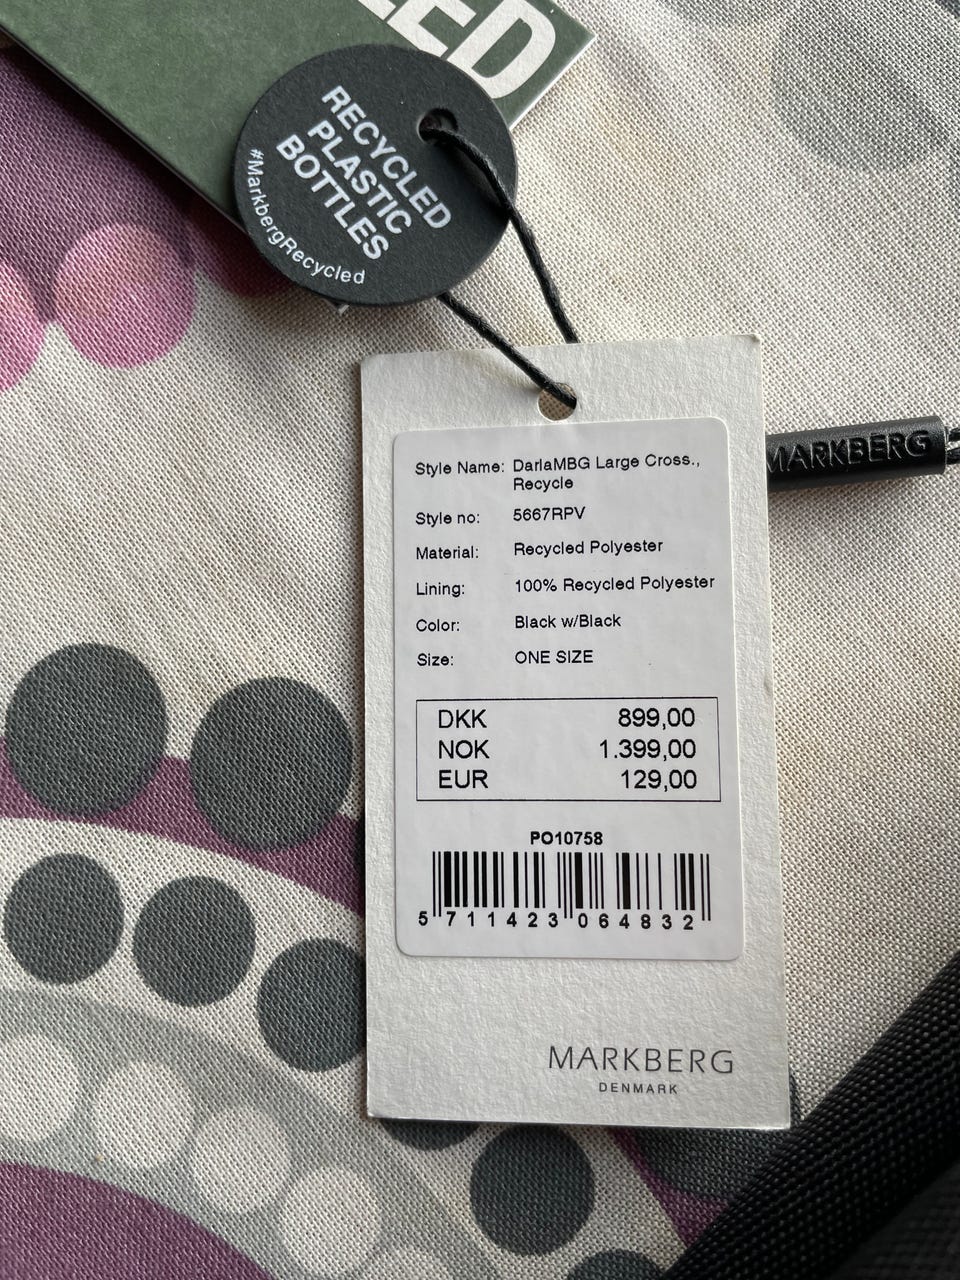 RECYCLED
PLASTIC
BOTTLES
#MarkbergRecycled
MARKBERG
Style Name: DarlaMBG Large Cross.,
Recycle
Style no: 5667RPV
Material: Recycled Polyester
Lining: 100% Recycled Polyester
Color: Black w/Black
Size: ONE SIZE
DKK 899,00
NOK 1.399,00
EUR 129,00
PO10758
5 711423 064832
MARKBERG
DENMARK